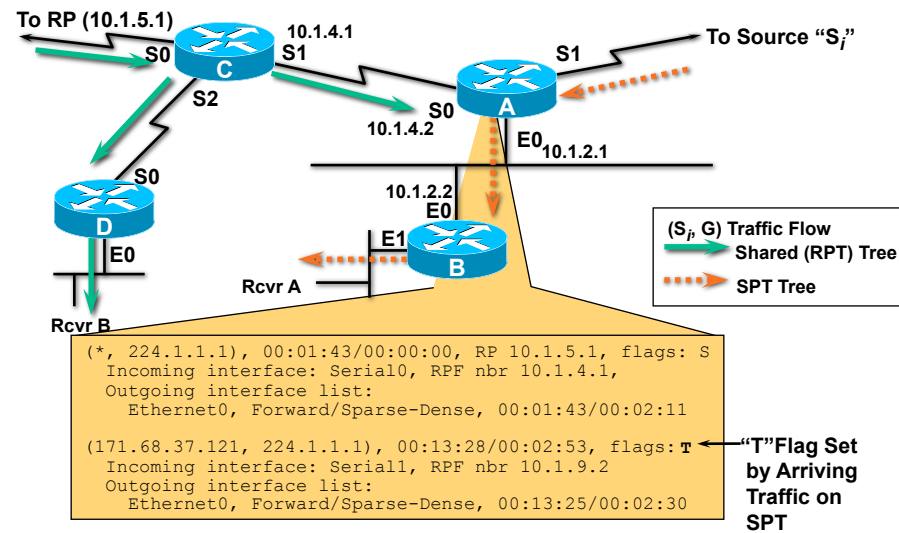 To RP (10.1.5.1)
10.1.4.1
S0
C
S1
S2
To Source “Si”
S1
A
S0
10.1.4.2
E0
10.1.2.1
S0
D
E0
Rcvr B
10.1.2.2
E0
E1
B
Rcvr A
(Si, G) Traffic Flow
Shared (RPT) Tree
SPT Tree
(*, 224.1.1.1), 00:01:43/00:00:00, RP 10.1.5.1, flags: S
Incoming interface: Serial0, RPF nbr 10.1.4.1,
Outgoing interface list:
Ethernet0, Forward/Sparse-Dense, 00:01:43/00:02:11
(171.68.37.121, 224.1.1.1), 00:13:28/00:02:53, flags: T
Incoming interface: Serial1, RPF nbr 10.1.9.2
Outgoing interface list:
Ethernet0, Forward/Sparse-Dense, 00:13:25/00:02:30
“T”Flag Set
by Arriving
Traffic on
SPT